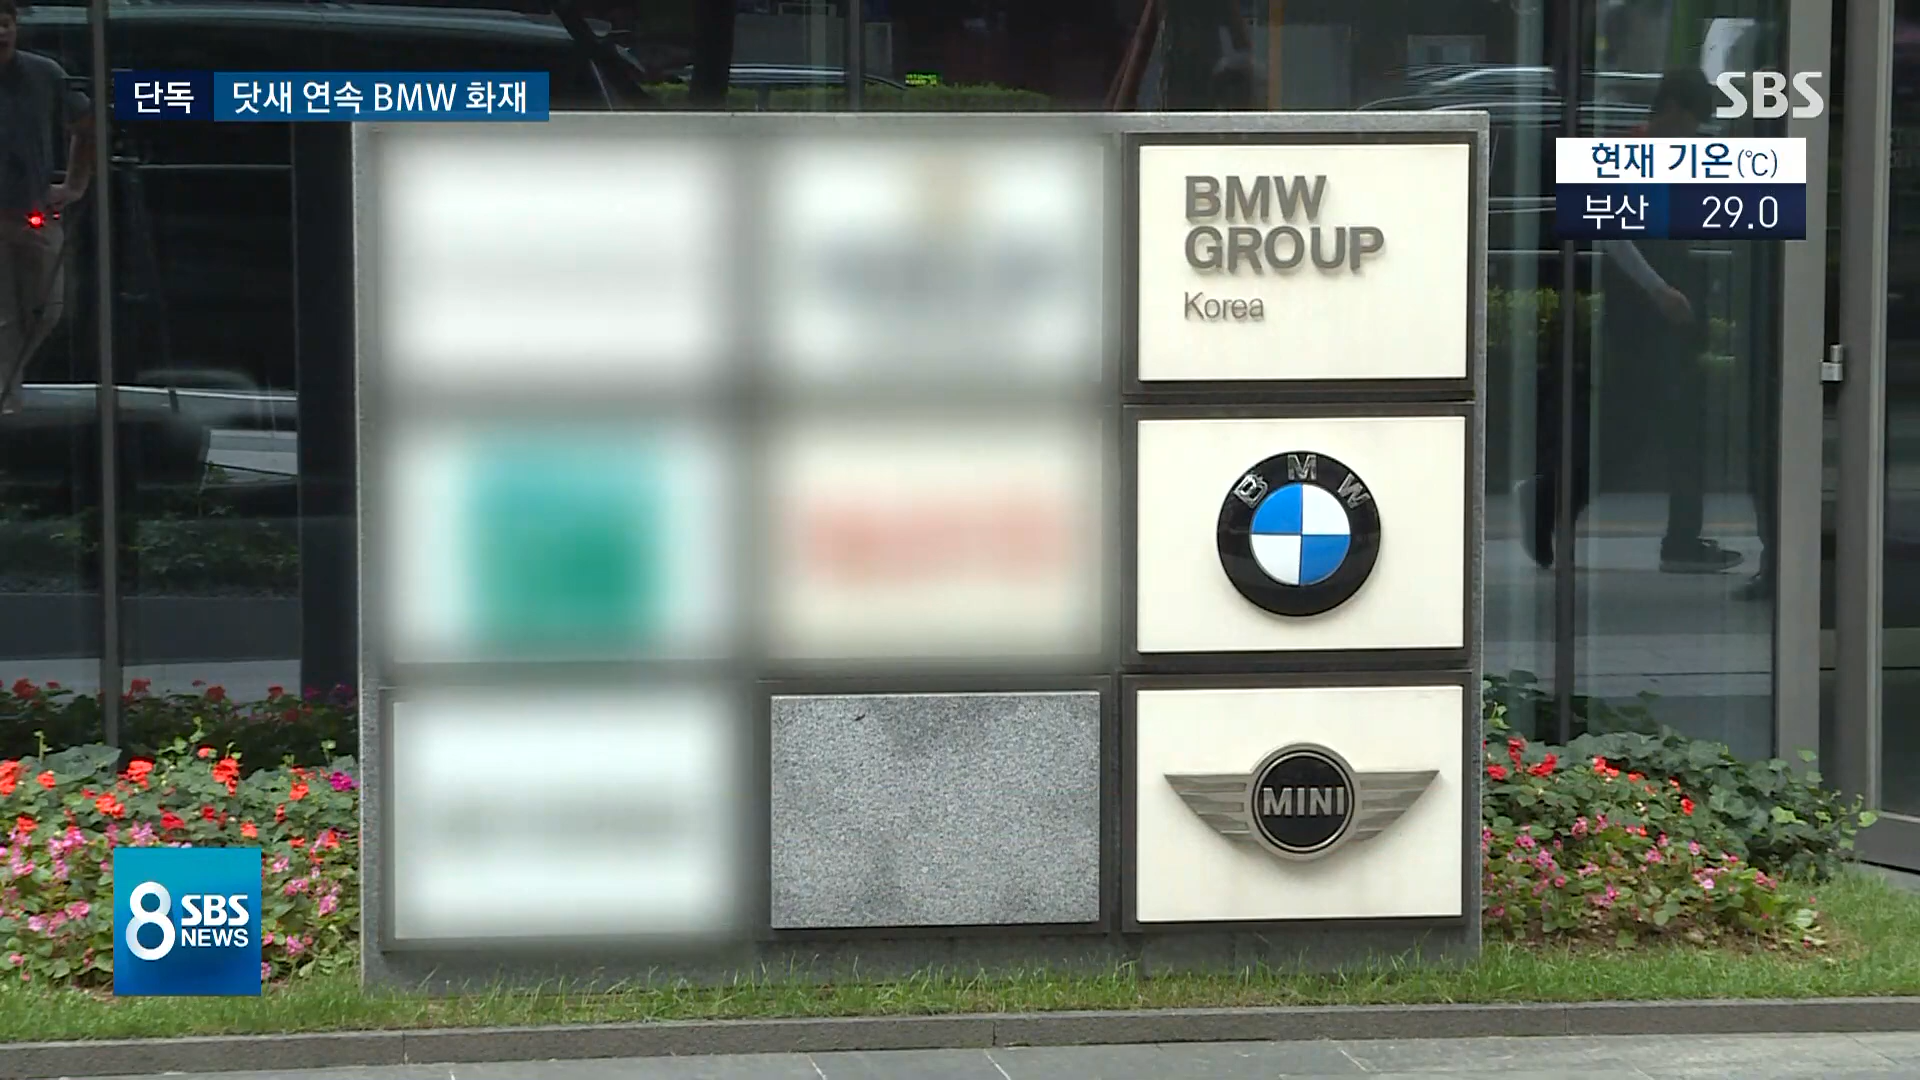 단독 닷새 연속 BMW 화재
SBS
현재 기온(℃)
부산 29.0
BMW
GROUP
Korea
BMW
MINI
8 SBS
NEWS